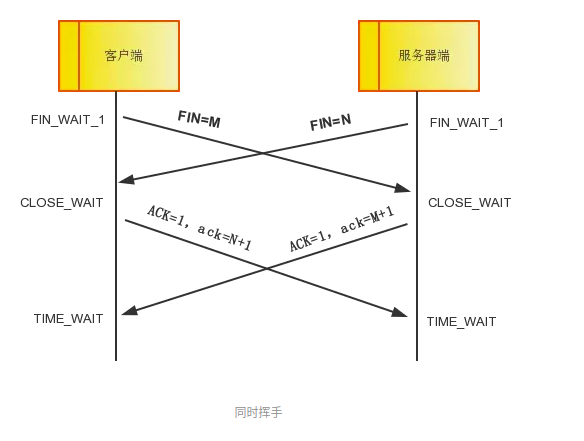 客户端
服务器端
FIN_WAIT_1
FIN=M
FIN=N
FIN_WAIT_1
CLOSE_WAIT
CLOSE_WAIT
ACK=1, ack=N+1
ACK=1, ack=M+1
TIME_WAIT
TIME_WAIT
同时挥手